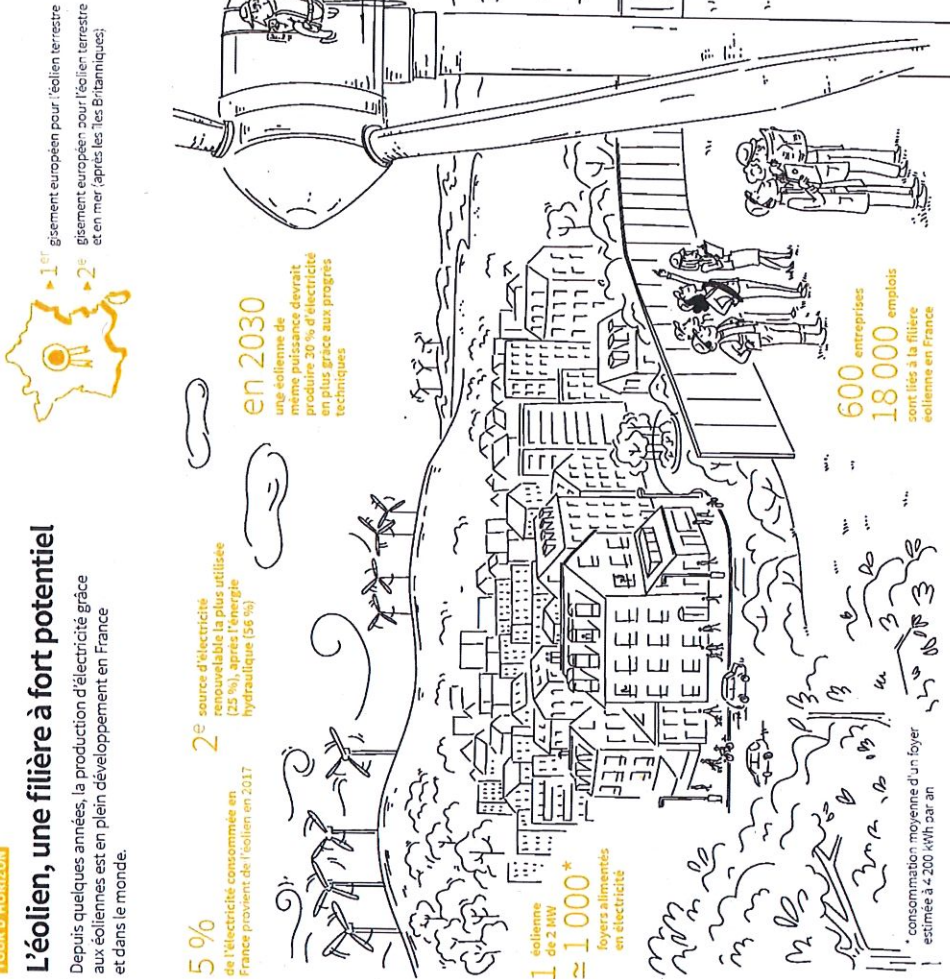 TOUR D'HORIZON
L'éolien, une filière à fort potentiel
Depuis quelques années, la production d'électricité grâce
aux éoliennes est en plein développement en France
et dans le monde.
▸ 1er gisement européen pour l'éolien terrestre
▸ 2e gisement européen pour l'éolien terrestre
et en mer (après les îles Britanniques)
5 %
de l'électricité consommée en
France provient de l'éolien en 2017
2e source d'électricité
renouvelable la plus utilisée
(25 %), après l'énergie
hydraulique (56 %)
en 2030
une éolienne de
même puissance devrait
produire 30 % d'électricité
en plus grâce aux progrès
techniques
1 éolienne
de 2 MW
≃ 1 000*
foyers alimentés
en électricité
600 entreprises
18 000 emplois
sont liés à la filière
éolienne en France
* consommation moyenne d'un foyer
estimée à 4 200 kWh par an